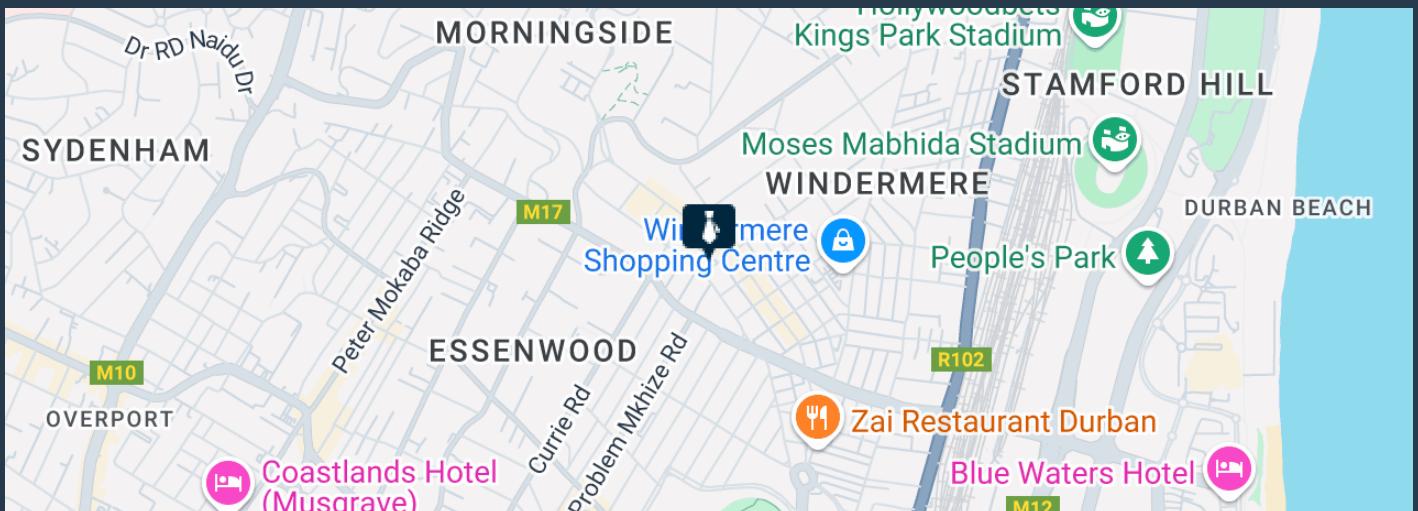 Hollywoodbets
Kings Park Stadium
MORNINGSIDE
Dr RD Naidu Dr
STAMFORD HILL
SYDENHAM
Moses Mabhida Stadium
WINDERMERE
M17
Peter Mokaba Ridge
DURBAN BEACH
Shopping Centre
People's Park
ESSENWOOD
R102
M10
OVERPORT
Currie Rd
Problem Mkhize Rd
Zai Restaurant Durban
Coastlands Hotel
(Musgrave)
Blue Waters Hotel
M12